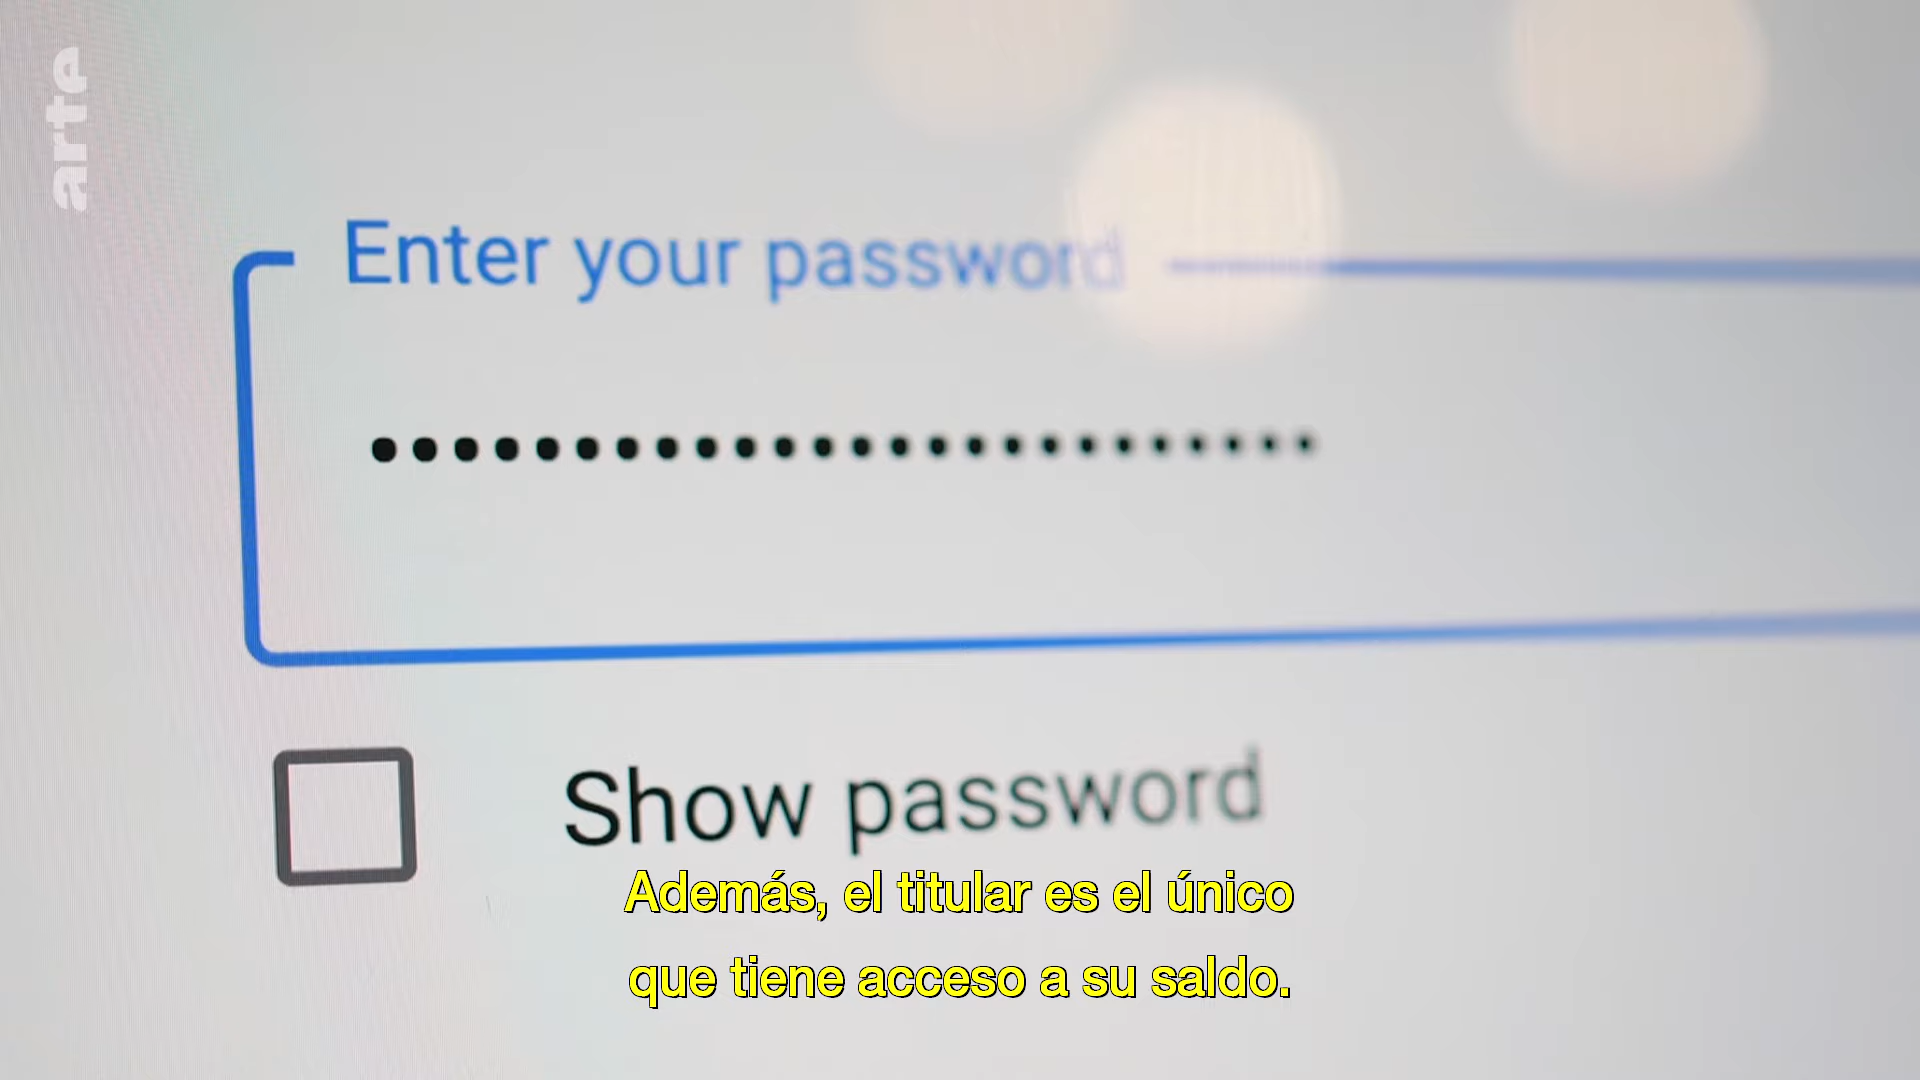 arte
Enter your password
Show password
Además, el titular es el único
que tiene acceso a su saldo.